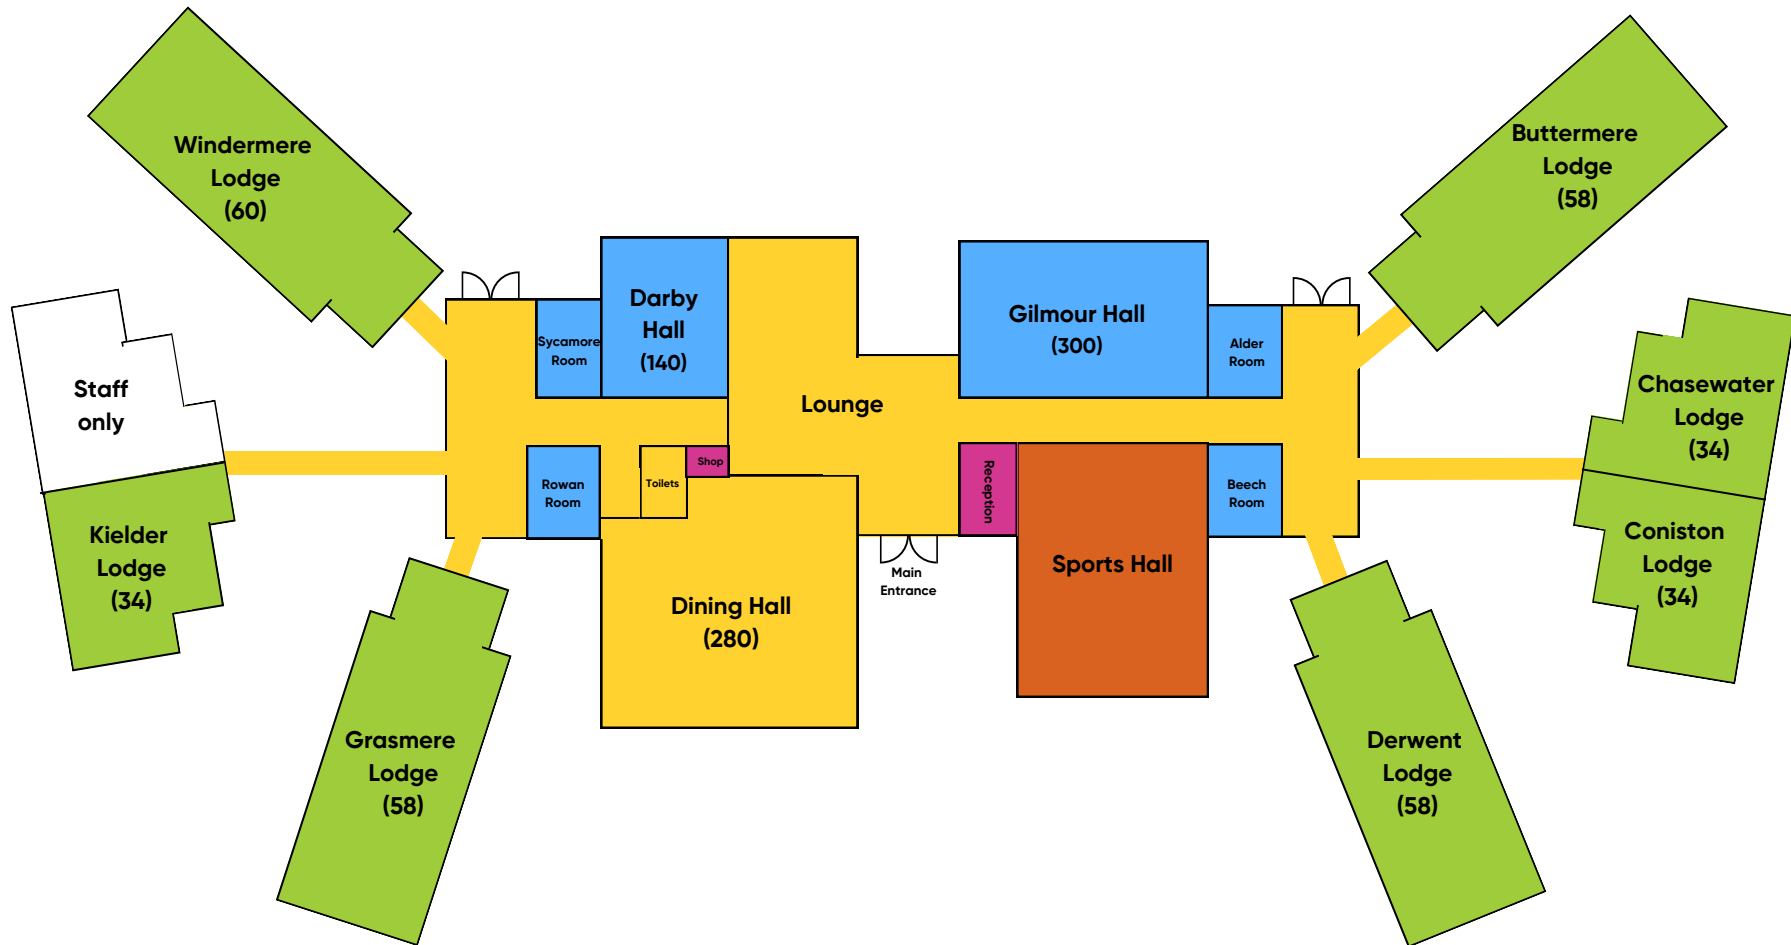 Windermere
Lodge
(60)
Buttermere
Lodge
(58)
Staff
only
Kielder
Lodge
(34)
Grasmere
Lodge
(58)
Sycamore
Room
Darby
Hall
(140)
Lounge
Gilmour Hall
(300)
Alder
Room
Chasewater
Lodge
(34)
Coniston
Lodge
(34)
Rowan
Room
Toilets
Shop
Reception
Beech
Room
Main
Entrance
Dining Hall
(280)
Sports Hall
Derwent
Lodge
(58)